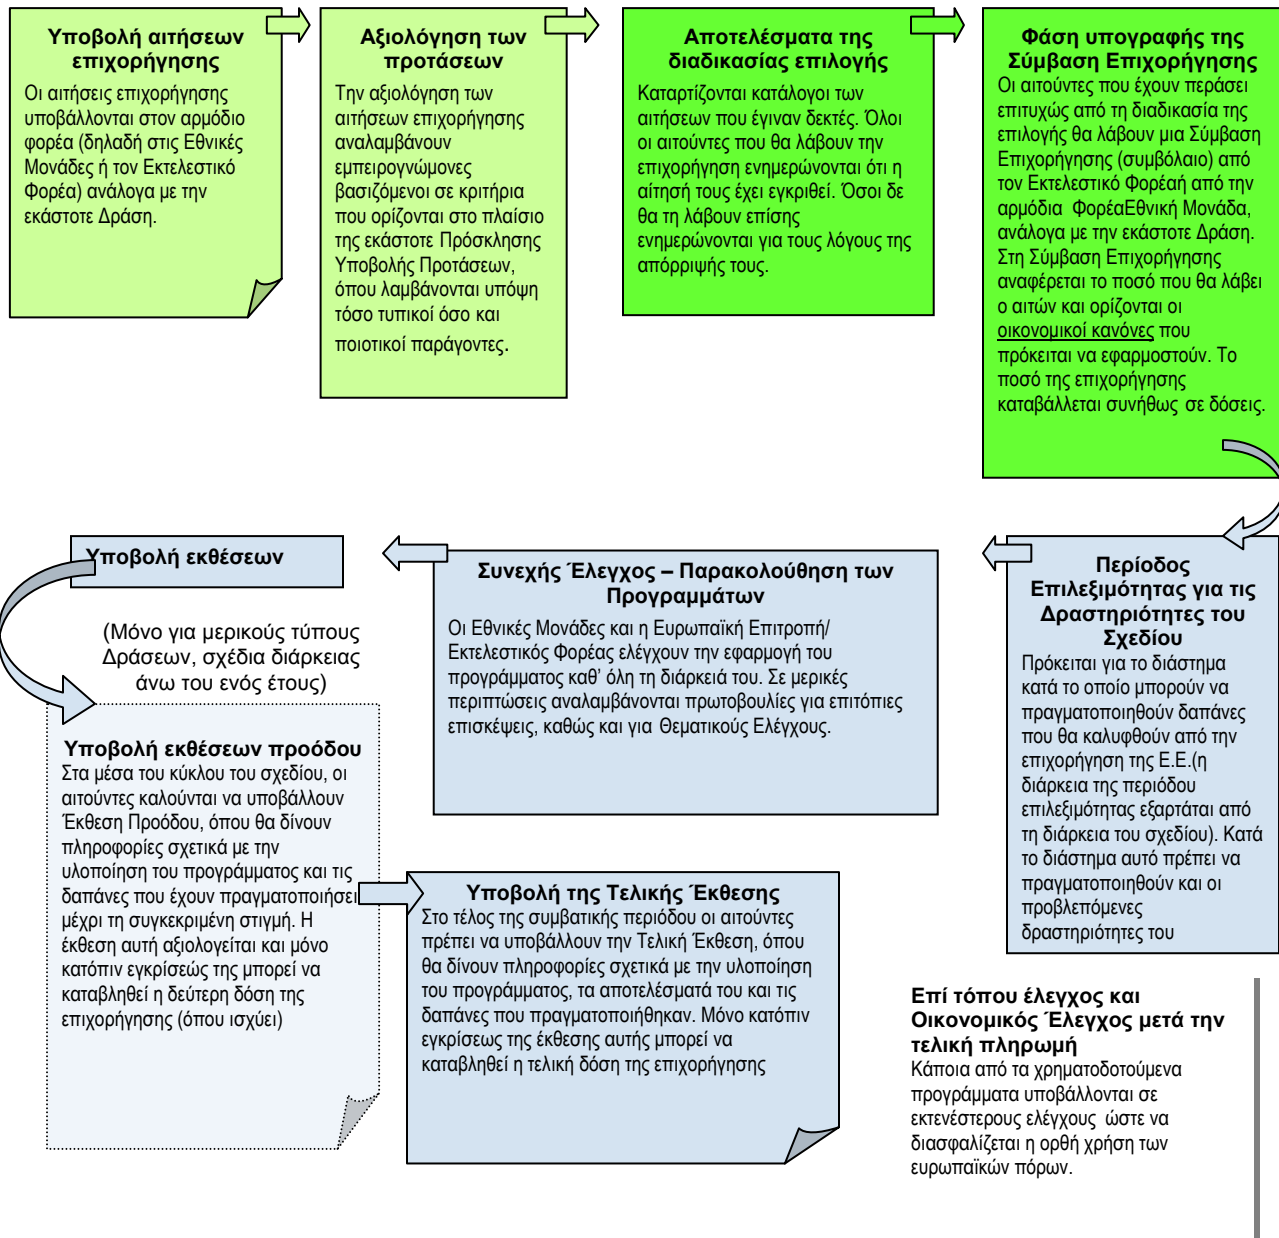 Υποβολή αιτήσεων
επιχορήγησης
Οι αιτήσεις επιχορήγησης
υποβάλλονται στον αρμόδιο
φορέα (δηλαδή στις Εθνικές
Μονάδες ή τον Εκτελεστικό
Φορέα) ανάλογα με την
εκάστοτε Δράση.
Αξιολόγηση των
προτάσεων
Την αξιολόγηση των
αιτήσεων επιχορήγησης
αναλαμβάνουν
εμπειρογνώμονες
βασιζόμενοι σε κριτήρια
που ορίζονται στο πλαίσιο
της εκάστοτε Πρόσκλησης
Υποβολής Προτάσεων,
όπου λαμβάνονται υπόψη
τόσο τυπικοί όσο και
ποιοτικοί παράγοντες.
Αποτελέσματα της
διαδικασίας επιλογής
Καταρτίζονται κατάλογοι των
αιτήσεων που έγιναν δεκτές. Όλοι
οι αιτούντες που θα λάβουν την
επιχορήγηση ενημερώνονται ότι η
αίτησή τους έχει εγκριθεί. Όσοι δε
θα τη λάβουν επίσης
ενημερώνονται για τους λόγους της
απόρριψής τους.
Φάση υπογραφής της
Σύμβαση Επιχορήγησης
Οι αιτούντες που έχουν περάσει
επιτυχώς από τη διαδικασία της
επιλογής θα λάβουν μια Σύμβαση
Επιχορήγησης (συμβόλαιο) από
τον Εκτελεστικό Φορέαή από την
αρμόδια ΦορέαΕθνική Μονάδα,
ανάλογα με την εκάστοτε Δράση.
Στη Σύμβαση Επιχορήγησης
αναφέρεται το ποσό που θα λάβει
ο αιτών και ορίζονται οι
οικονομικοί κανόνες που
πρόκειται να εφαρμοστούν. Το
ποσό της επιχορήγησης
καταβάλλεται συνήθως σε δόσεις.
Περίοδος
Επιλεξιμότητας για τις
Δραστηριότητες του
Σχεδίου
Πρόκειται για το διάστημα
κατά το οποίο μπορούν να
πραγματοποιηθούν δαπάνες
που θα καλυφθούν από την
επιχορήγηση της Ε.Ε.(η
διάρκεια της περιόδου
επιλεξιμότητας εξαρτάται από
τη διάρκεια του σχεδίου). Κατά
το διάστημα αυτό πρέπει να
πραγματοποιηθούν και οι
προβλεπόμενες
δραστηριότητες του
Συνεχής Έλεγχος – Παρακολούθηση των
Προγραμμάτων
Οι Εθνικές Μονάδες και η Ευρωπαϊκή Επιτροπή/
Εκτελεστικός Φορέας ελέγχουν την εφαρμογή του
προγράμματος καθ’ όλη τη διάρκειά του. Σε μερικές
περιπτώσεις αναλαμβάνονται πρωτοβουλίες για επιτόπιες
επισκέψεις, καθώς και για Θεματικούς Ελέγχους.
Υποβολή εκθέσεων
(Μόνο για μερικούς τύπους
Δράσεων, σχέδια διάρκειας
άνω του ενός έτους)
Υποβολή εκθέσεων προόδου
Στα μέσα του κύκλου του σχεδίου, οι
αιτούντες καλούνται να υποβάλλουν
Έκθεση Προόδου, όπου θα δίνουν
πληροφορίες σχετικά με την
υλοποίηση του προγράμματος και τις
δαπάνες που έχουν πραγματοποιήσει
μέχρι τη συγκεκριμένη στιγμή. Η
έκθεση αυτή αξιολογείται και μόνο
κατόπιν εγκρίσεώς της μπορεί να
καταβληθεί η δεύτερη δόση της
επιχορήγησης (όπου ισχύει)
Υποβολή της Τελικής Έκθεσης
Στο τέλος της συμβατικής περιόδου οι αιτούντες
πρέπει να υποβάλλουν την Τελική Έκθεση, όπου
θα δίνουν πληροφορίες σχετικά με την υλοποίηση
του προγράμματος, τα αποτελέσματά του και τις
δαπάνες που πραγματοποιήθηκαν. Μόνο κατόπιν
εγκρίσεως της έκθεσης αυτής μπορεί να
καταβληθεί η τελική δόση της επιχορήγησης
Επί τόπου έλεγχος και
Οικονομικός Έλεγχος μετά την
τελική πληρωμή
Κάποια από τα χρηματοδοτούμενα
προγράμματα υποβάλλονται σε
εκτενέστερους ελέγχους ώστε να
διασφαλίζεται η ορθή χρήση των
ευρωπαϊκών πόρων.